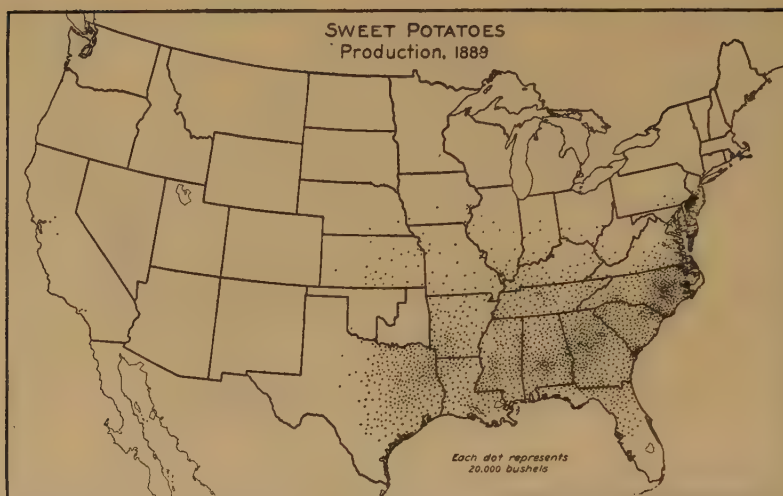 SWEET POTATOES
Production, 1889
Each dot represents
20,000 bushels